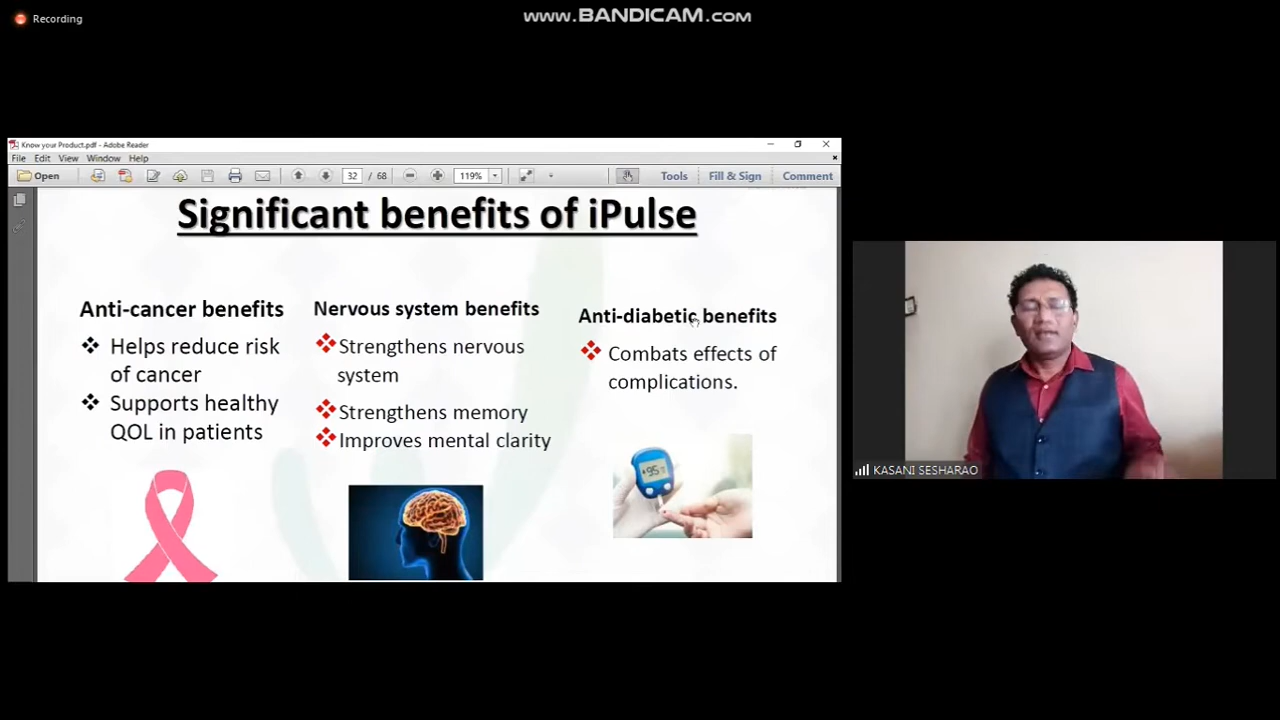 Recording
www.BANDICAM.com
Know your Product.pdf - Adobe Reader
File Edit View Window Help
Open 32 / 68 119% Tools Fill & Sign Comment
Significant benefits of iPulse
Anti-cancer benefits
Helps reduce risk
of cancer
Supports healthy
QOL in patients
Nervous system benefits
Strengthens nervous
system
Strengthens memory
Improves mental clarity
Anti-diabetic benefits
Combats effects of
complications.
95
KASANI SESHARAO